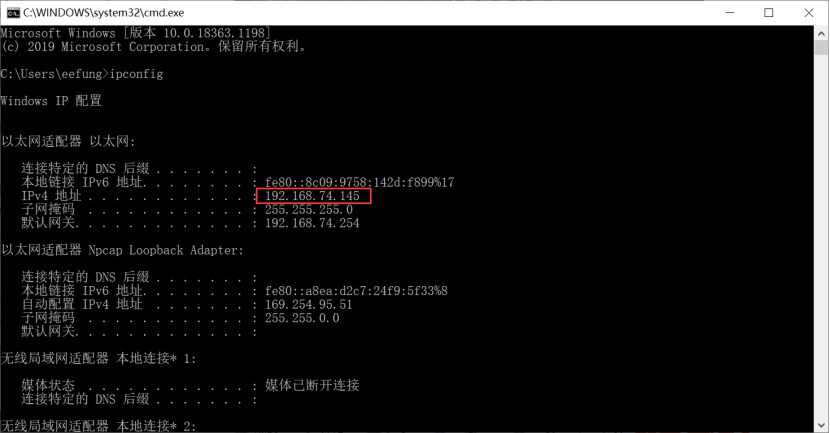 C:\WINDOWS\system32\cmd.exe
Microsoft Windows [版本 10.0.18363.1198]
(c) 2019 Microsoft Corporation。保留所有权利。
C:\Users\eefung>ipconfig
Windows IP 配置
以太网适配器 以太网:
连接特定的 DNS 后缀 . . . . . . . :
本地链接 IPv6 地址. . . . . . . . : fe80::8c09:9758:142d:f899%17
IPv4 地址 . . . . . . . . . . . . : 192.168.74.145
子网掩码 . . . . . . . . . . . . : 255.255.255.0
默认网关. . . . . . . . . . . . . : 192.168.74.254
以太网适配器 Npcap Loopback Adapter:
连接特定的 DNS 后缀 . . . . . . . :
本地链接 IPv6 地址. . . . . . . . : fe80::a8ea:d2c7:24f9:5f33%8
自动配置 IPv4 地址 . . . . . . . : 169.254.95.51
子网掩码 . . . . . . . . . . . . : 255.255.0.0
默认网关. . . . . . . . . . . . . :
无线局域网适配器 本地连接* 1:
媒体状态 . . . . . . . . . . . . : 媒体已断开连接
连接特定的 DNS 后缀 . . . . . . . :
无线局域网适配器 本地连接* 2: